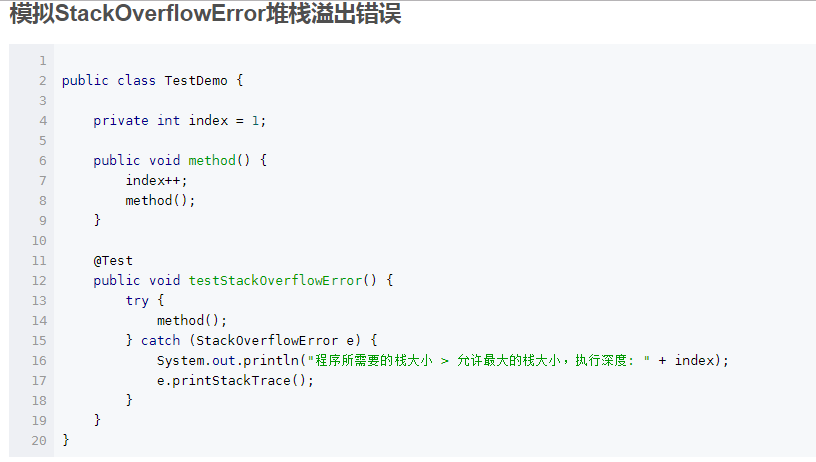 模拟StackOverflowError堆栈溢出错误
1
2 public class TestDemo {
3
4     private int index = 1;
5
6     public void method() {
7         index++;
8         method();
9     }
10
11     @Test
12     public void testStackOverflowError() {
13         try {
14             method();
15         } catch (StackOverflowError e) {
16             System.out.println("程序所需要的栈大小 > 允许最大的栈大小，执行深度: " + index);
17             e.printStackTrace();
18         }
19     }
20 }